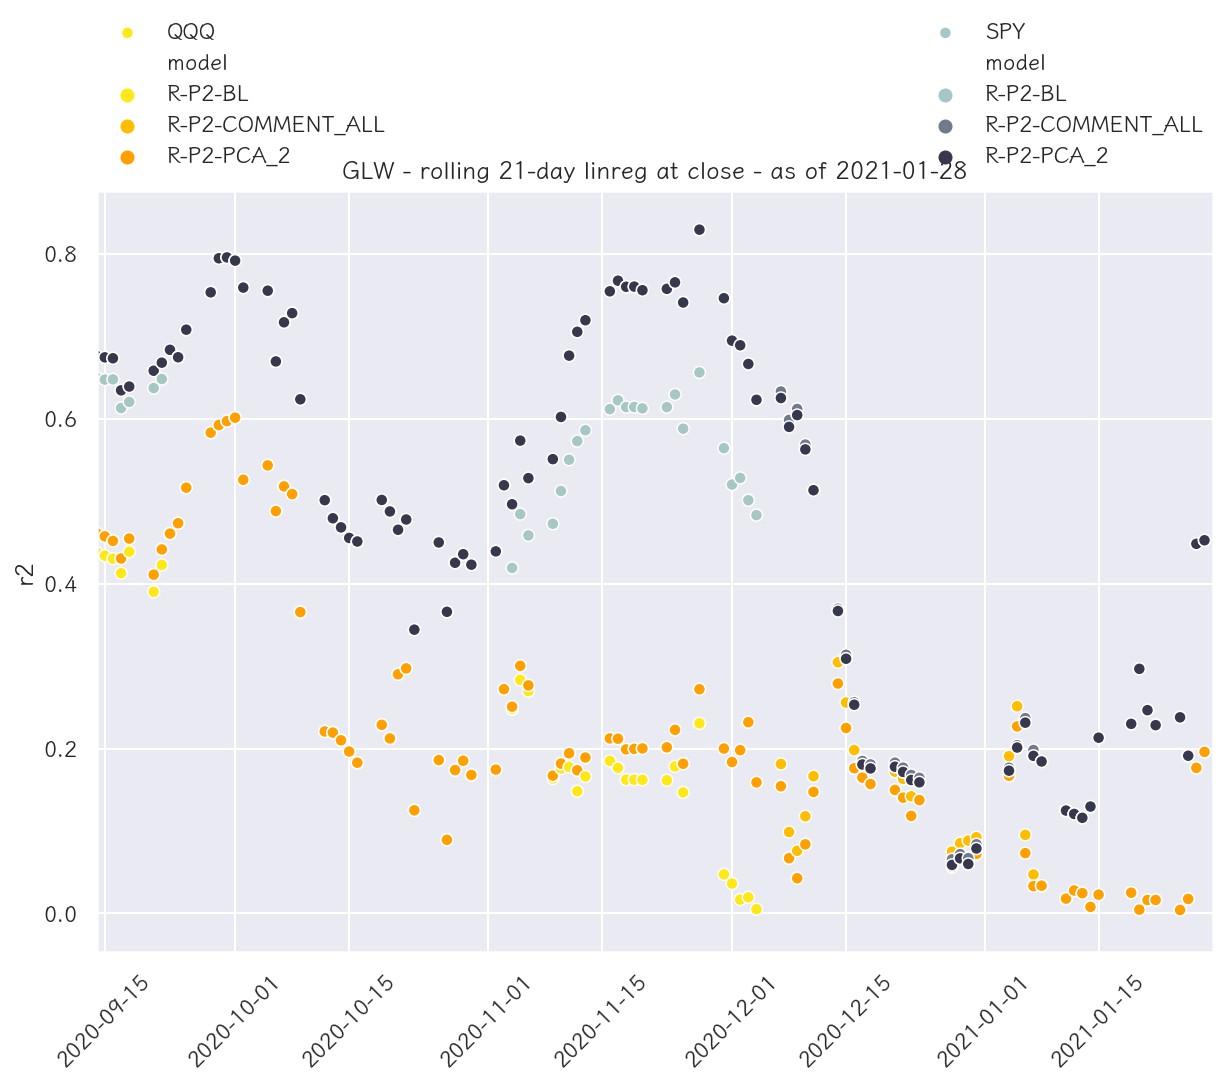 QQQ
model
R-P2-BL
R-P2-COMMENT_ALL
R-P2-PCA_2
SPY
model
R-P2-BL
R-P2-COMMENT_ALL
R-P2-PCA_2
GLW - rolling 21-day linreg at close - as of 2021-01-28
r2
0.8
0.6
0.4
0.2
0.0
2020-09-15
2020-10-01
2020-10-15
2020-11-01
2020-11-15
2020-12-01
2020-12-15
2021-01-01
2021-01-15